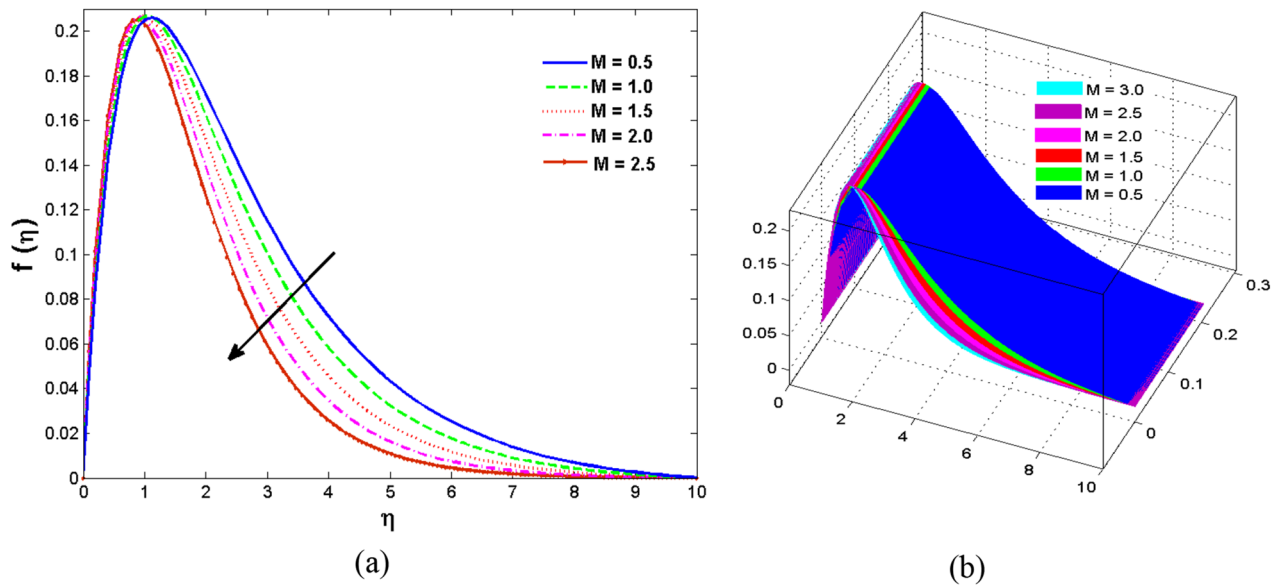 0.2
0.18
0.16
0.14
0.12
0.1
0.08
0.06
0.04
0.02
0
f (η)
0 1 2 3 4 5 6 7 8 9 10
η
M = 0.5
M = 1.0
M = 1.5
M = 2.0
M = 2.5
(a)
M = 3.0
M = 2.5
M = 2.0
M = 1.5
M = 1.0
M = 0.5
0.2
0.15
0.1
0.05
0
0 2 4 6 8 10
0.3
0.2
0.1
0
(b)